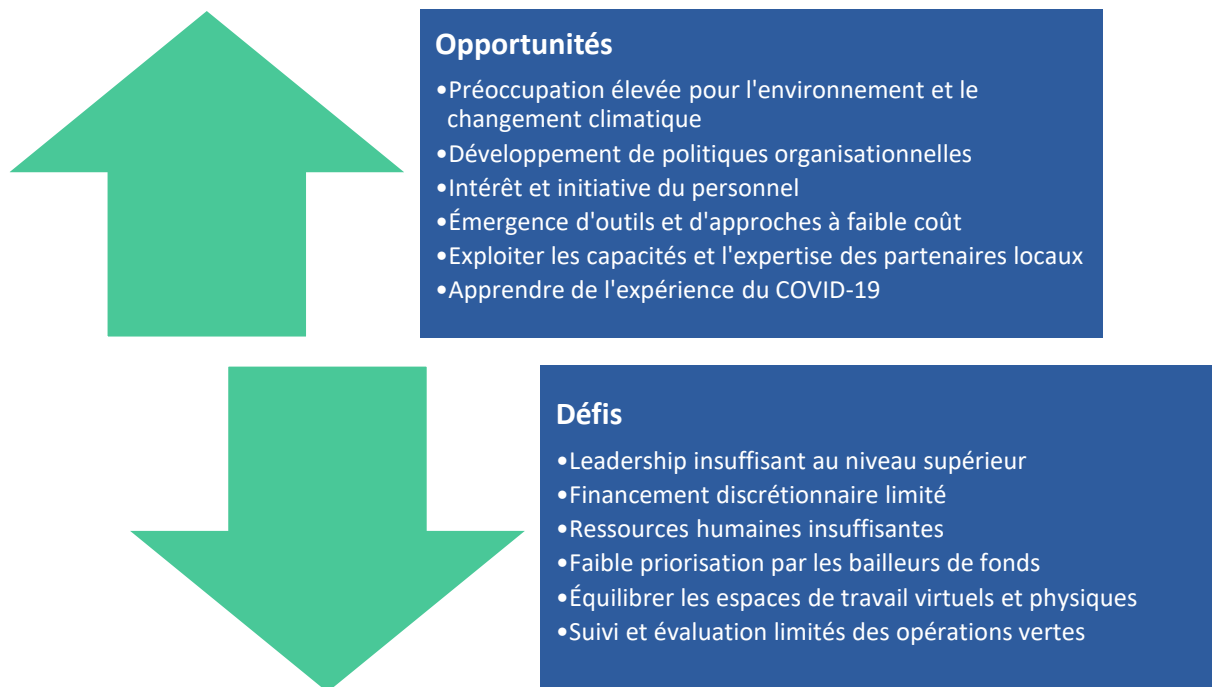 Opportunités
•Préoccupation élevée pour l'environnement et le
changement climatique
•Développement de politiques organisationnelles
•Intérêt et initiative du personnel
•Émergence d'outils et d'approches à faible coût
•Exploiter les capacités et l'expertise des partenaires locaux
•Apprendre de l'expérience du COVID-19
Défis
•Leadership insuffisant au niveau supérieur
•Financement discrétionnaire limité
•Ressources humaines insuffisantes
•Faible priorisation par les bailleurs de fonds
•Équilibrer les espaces de travail virtuels et physiques
•Suivi et évaluation limités des opérations vertes